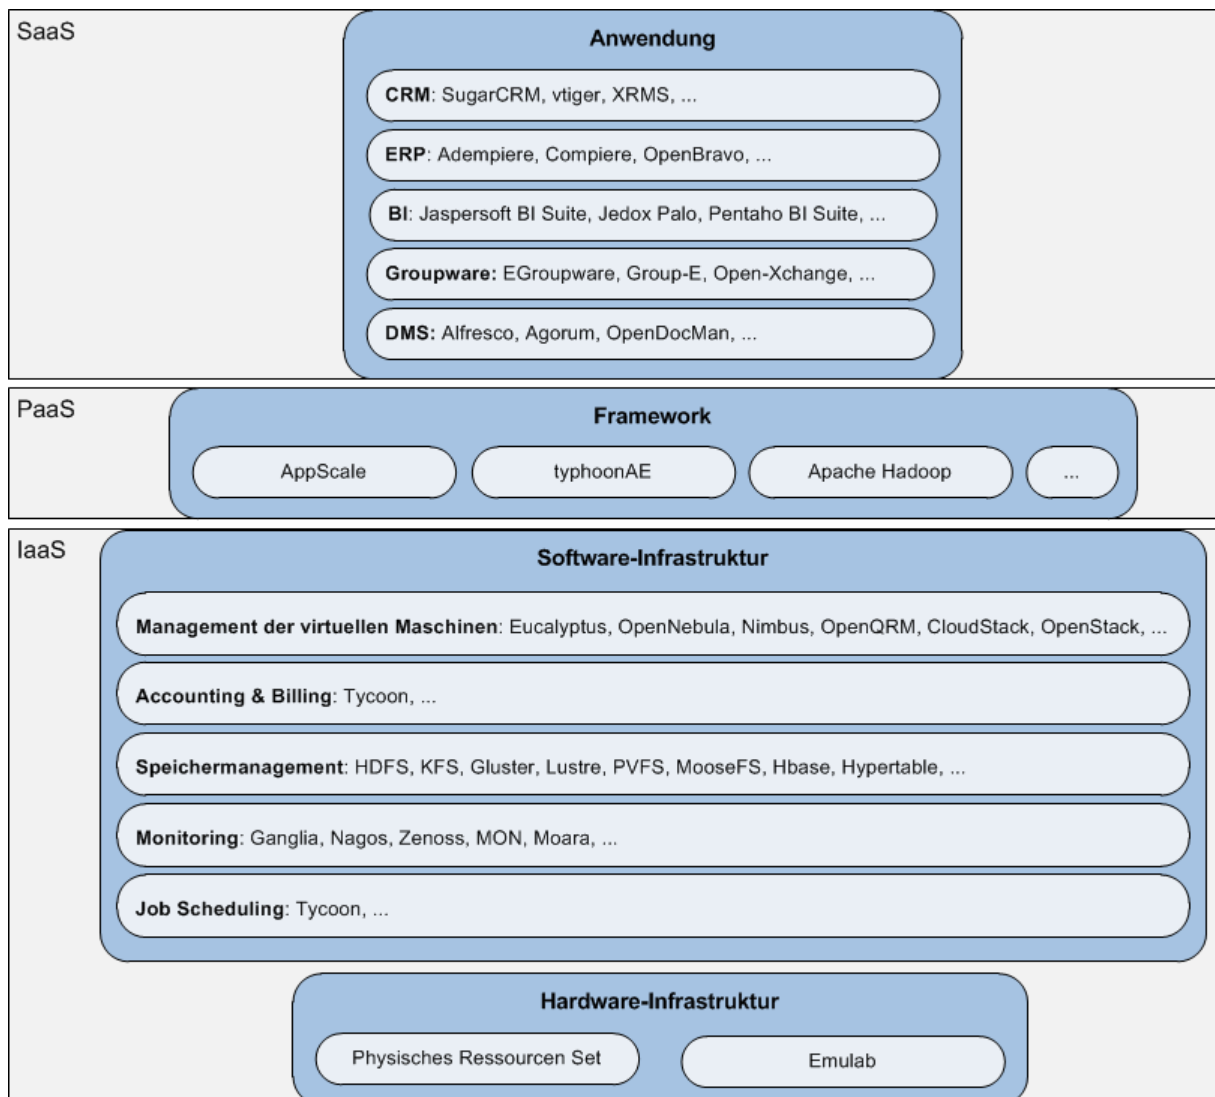 SaaS
Anwendung
CRM: SugarCRM, vtiger, XRMS, ...
ERP: Adempiere, Compiere, OpenBravo, ...
BI: Jaspersoft BI Suite, Jedox Palo, Pentaho BI Suite, ...
Groupware: EGroupware, Group-E, Open-Xchange, ...
DMS: Alfresco, Agorum, OpenDocMan, ...
PaaS
Framework
AppScale
typhoonAE
Apache Hadoop
...
IaaS
Software-Infrastruktur
Management der virtuellen Maschinen: Eucalyptus, OpenNebula, Nimbus, OpenQRM, CloudStack, OpenStack, ...
Accounting & Billing: Tycoon, ...
Speichermanagement: HDFS, KFS, Gluster, Lustre, PVFS, MooseFS, Hbase, Hypertable, ...
Monitoring: Ganglia, Nagos, Zenoss, MON, Moara, ...
Job Scheduling: Tycoon, ...
Hardware-Infrastruktur
Physisches Ressourcen Set
Emulab